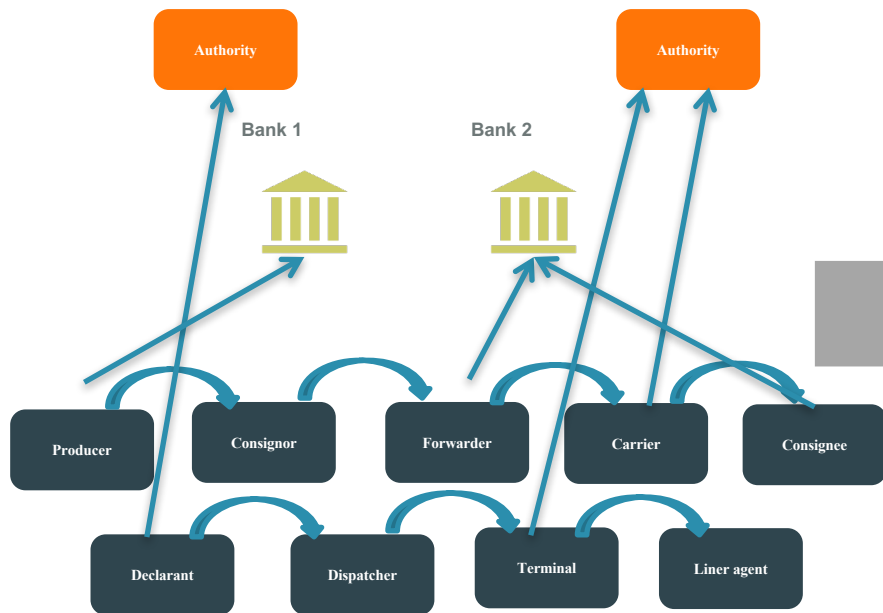 Authority
Authority
Bank 1
Bank 2
Producer
Consignor
Forwarder
Carrier
Consignee
Declarant
Dispatcher
Terminal
Liner agent